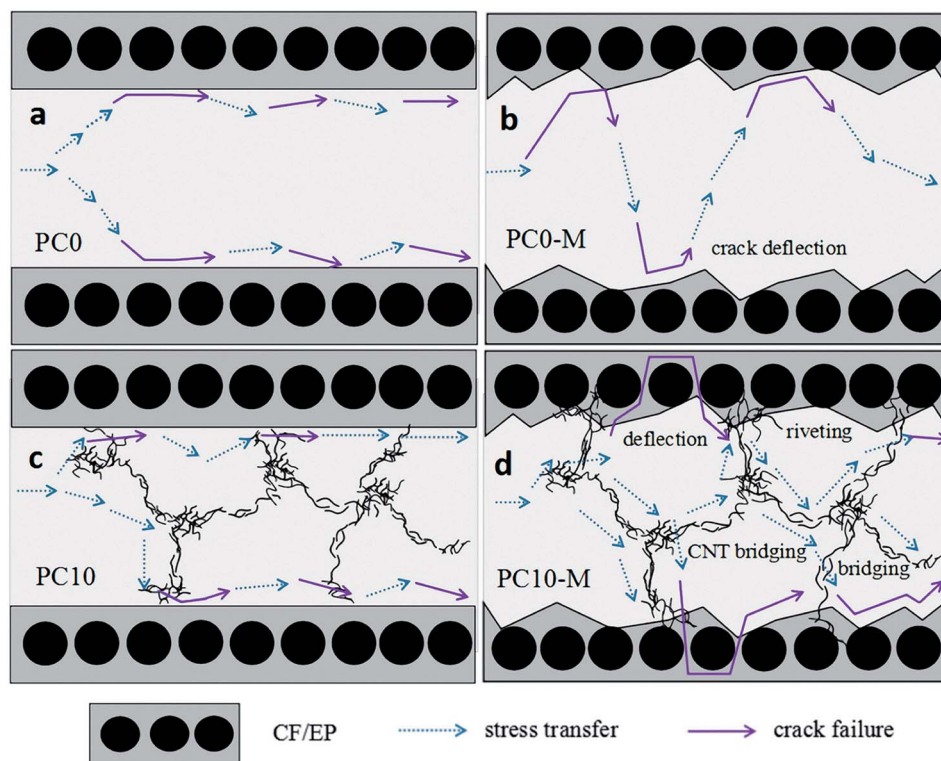 a
PC0
b
crack deflection
PC0-M
c
PC10
d
deflection
riveting
CNT bridging
bridging
PC10-M
CF/EP
stress transfer
crack failure